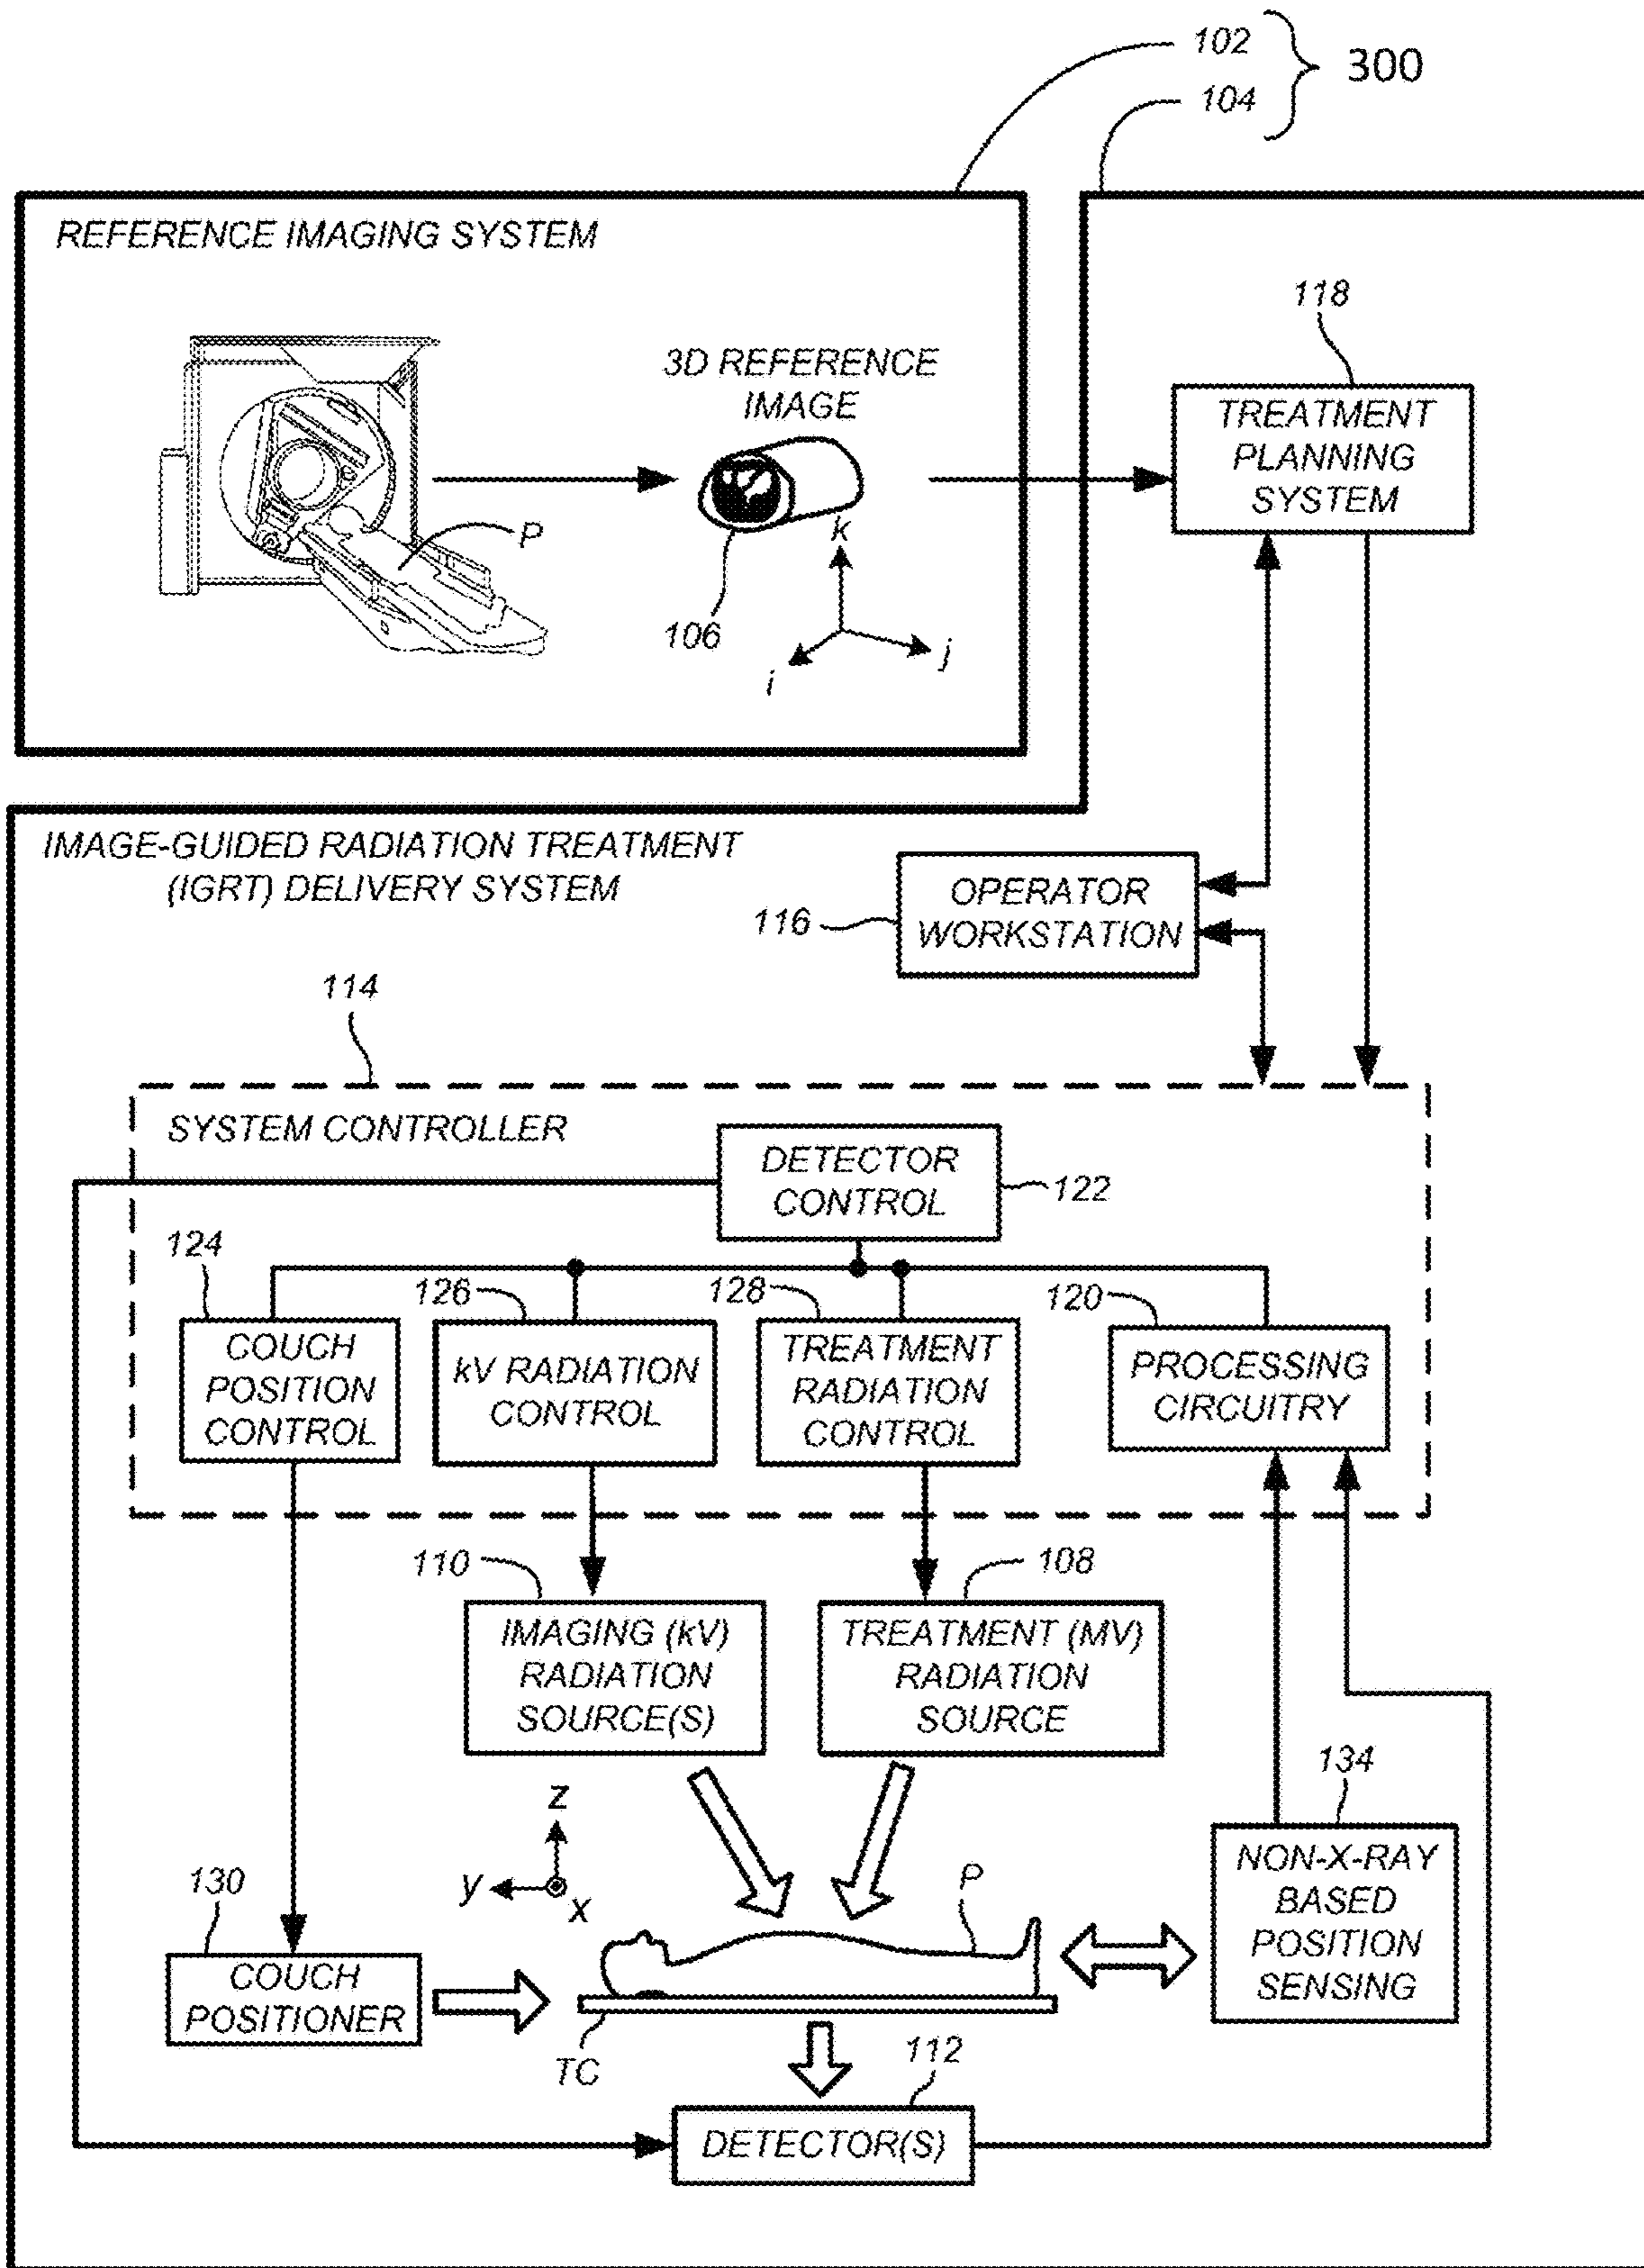 102
104
300
REFERENCE IMAGING SYSTEM
118
3D REFERENCE
IMAGE
TREATMENT
PLANNING
SYSTEM
P
k
106
j
i
IMAGE-GUIDED RADIATION TREATMENT
(IGRT) DELIVERY SYSTEM
OPERATOR
WORKSTATION
116
114
SYSTEM CONTROLLER
DETECTOR
CONTROL
122
124
126
128
120
COUCH
POSITION
CONTROL
kV RADIATION
CONTROL
TREATMENT
RADIATION
CONTROL
PROCESSING
CIRCUITRY
110
108
IMAGING (kV)
RADIATION
SOURCE(S)
TREATMENT (MV)
RADIATION
SOURCE
134
z
y
x
130
P
NON-X-RAY
BASED
POSITION
SENSING
COUCH
POSITIONER
TC
112
DETECTOR(S)